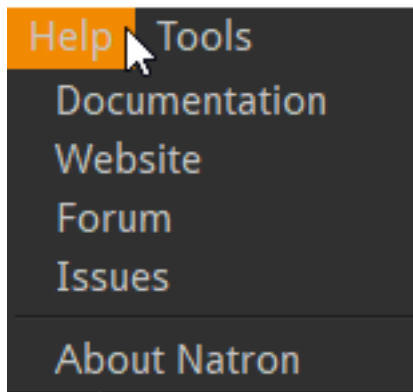 Help Tools
Documentation
Website
Forum
Issues
About Natron